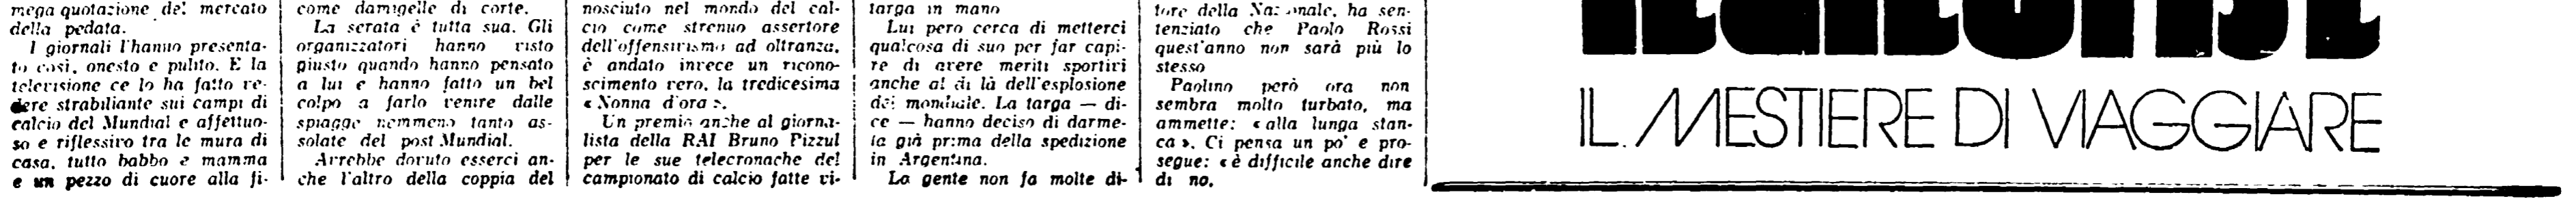 mega quotazione del mercato
della pedata.
I giornali l'hanno presenta-
to così, onesto e pulito. E la
televisione ce lo ha fatto ve-
dere strabiliante sui campi di
calcio del Mundial e affettuo-
so e riflessivo tra le mura di
casa, tutto babbo e mamma
e un pezzo di cuore alla fi-
come damigelle di corte.
La serata è tutta sua. Gli
organizzatori hanno visto
giusto quando hanno pensato
a lui e hanno fatto un bel
colpo a farlo venire dalle
spiagge nemmeno tanto as-
solate del post Mundial.
Avrebbe dovuto esserci an-
che l'altro della coppia del
nosciuto nel mondo del cal-
cio come strenuo assertore
dell'offensivismo ad oltranza,
è andato invece un ricono-
scimento vero, la tredicesima
« Nonna d'ora ».
Un premio anche al giorna-
lista della RAI Bruno Pizzul
per le sue telecronache del
campionato di calcio fatte vi-
targa in mano
Lui pero cerca di metterci
qualcosa di suo per far capi-
re di avere meriti sportivi
anche al di là dell'esplosione
del mondiale. La targa — di-
ce — hanno deciso di darme-
la già prima della spedizione
in Argentina.
La gente non fa molte di-
tore della Nazionale, ha sen-
tenziato che Paolo Rossi
quest'anno non sarà più lo
stesso
Paolino però ora non
sembra molto turbato, ma
ammette: « alla lunga stan-
ca ». Ci pensa un po' e pro-
segue: « è difficile anche dire
di no.
IL MESTIERE DI VIAGGIARE